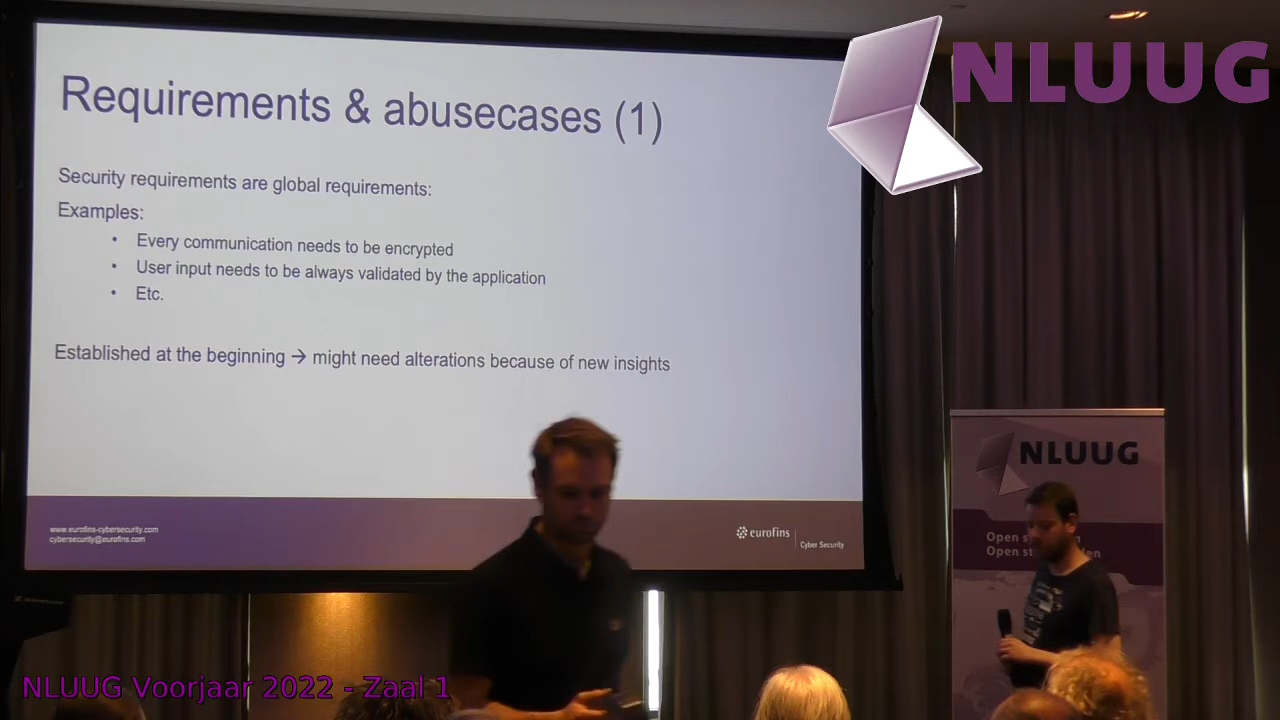 Requirements & abusecases (1)
Security requirements are global requirements:
Examples:
• Every communication needs to be encrypted
• User input needs to be always validated by the application
• Etc.
Established at the beginning → might need alterations because of new insights
www.eurofins-cybersecurity.com
cybersecurity@eurofins.com
eurofins
Cyber Security
NLUUG
NLUUG
Open
Open
NLUUG Voorjaar 2022 - Zaal 1